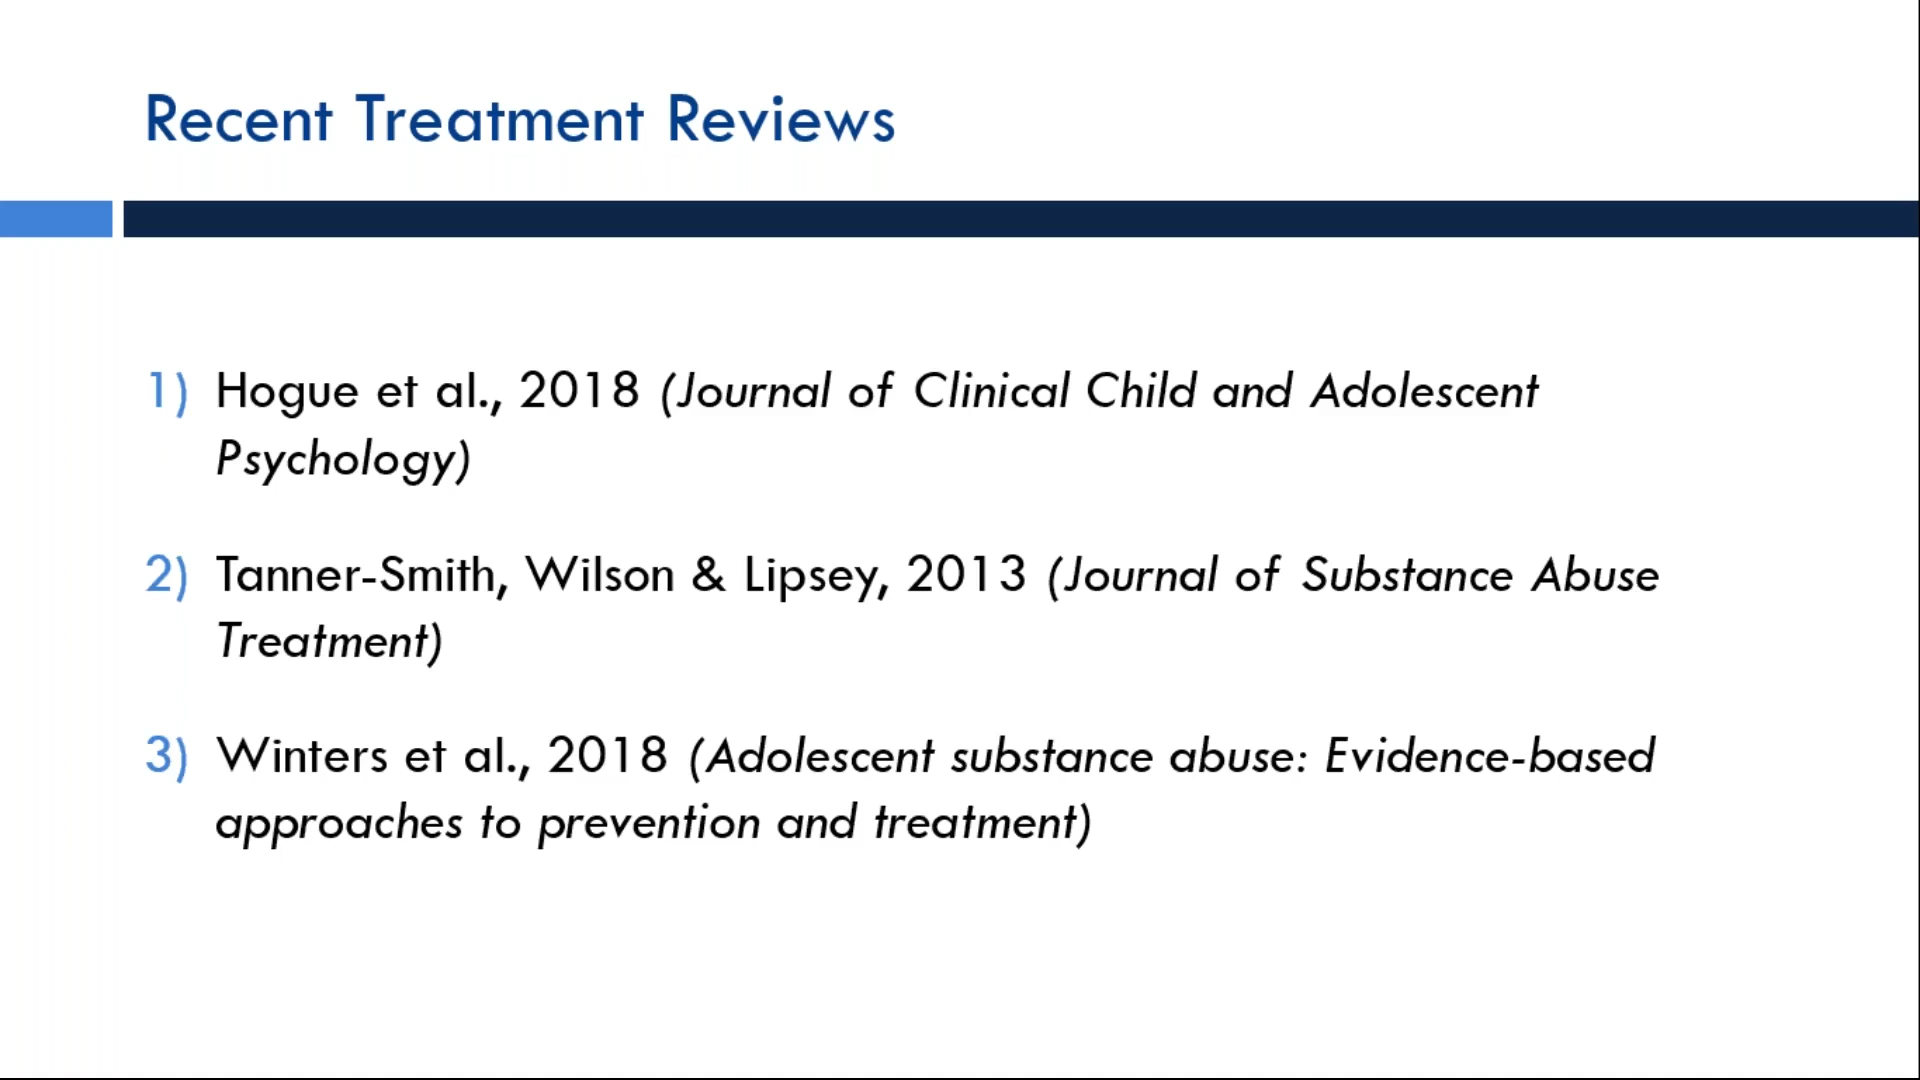 Recent Treatment Reviews
1) Hogue et al., 2018 (Journal of Clinical Child and Adolescent
Psychology)
2) Tanner-Smith, Wilson & Lipsey, 2013 (Journal of Substance Abuse
Treatment)
3) Winters et al., 2018 (Adolescent substance abuse: Evidence-based
approaches to prevention and treatment)